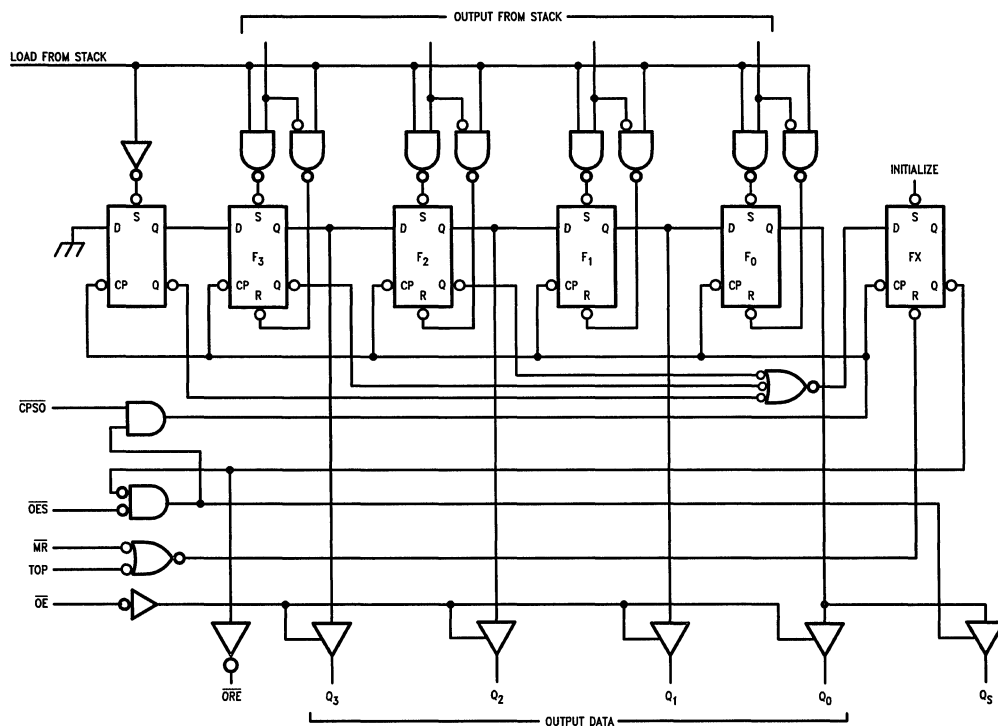 OUTPUT FROM STACK
LOAD FROM STACK
INITIALIZE
S S S S S S
D Q D Q D Q D Q D Q D Q
F3 F2 F1 F0 FX
CP Q CP Q CP CP CP CP Q
R R R R R
CPSO
OES
MR
TOP
OE
ORE Q3 Q2 Q1 Q0 QS
OUTPUT DATA